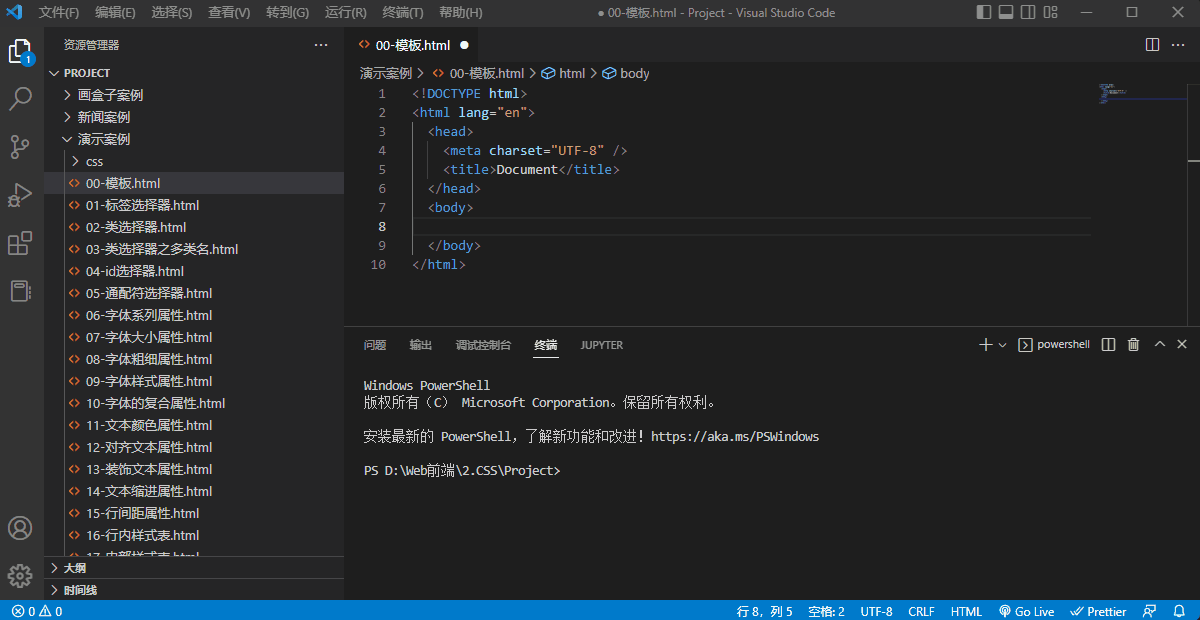 文件(F) 编辑(E) 选择(S) 查看(V) 转到(G) 运行(R) 终端(T) 帮助(H) ● 00-模板.html - Project - Visual Studio Code
资源管理器
1
PROJECT
画盒子案例
新闻案例
演示案例
css
00-模板.html
01-标签选择器.html
02-类选择器.html
03-类选择器之多类名.html
04-id选择器.html
05-通配符选择器.html
06-字体系列属性.html
07-字体大小属性.html
08-字体粗细属性.html
09-字体样式属性.html
10-字体的复合属性.html
11-文本颜色属性.html
12-对齐文本属性.html
13-装饰文本属性.html
14-文本缩进属性.html
15-行间距属性.html
16-行内样式表.html
17-内部样式表.html
大纲
时间线
00-模板.html ●
演示案例 > <> 00-模板.html > html > body
1 <!DOCTYPE html>
2 <html lang="en">
3 <head>
4 <meta charset="UTF-8" />
5 <title>Document</title>
6 </head>
7 <body>
8
9 </body>
10 </html>
问题 输出 调试控制台 终端 JUPYTER powershell
Windows PowerShell
版权所有（C） Microsoft Corporation。保留所有权利。
安装最新的 PowerShell，了解新功能和改进！https://aka.ms/PSWindows
PS D:\Web前端\2.CSS\Project>
0 0 行 8，列 5 空格: 2 UTF-8 CRLF HTML Go Live Prettier